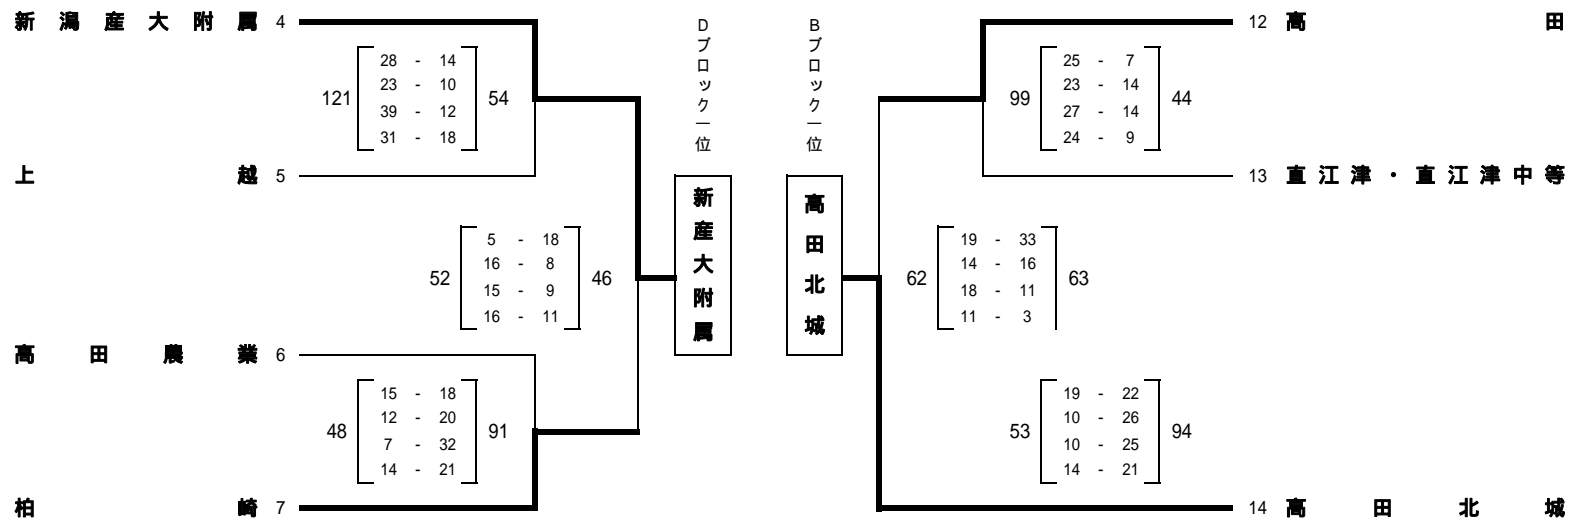 新潟産大附属 4
28 - 14
23 - 10
121 39 - 12 54
31 - 18
上越 5
5 - 18
16 - 8
52 15 - 9 46
16 - 11
高田農業 6
15 - 18
12 - 20
48 7 - 32 91
14 - 21
柏崎 7
Dブロック一位
新産大附属
Bブロック一位
高田北城
12 高田
25 - 7
23 - 14
99 27 - 14 44
24 - 9
13 直江津・直江津中等
19 - 33
14 - 16
62 18 - 11 63
11 - 3
19 - 22
10 - 26
53 10 - 25 94
14 - 21
14 高田北城